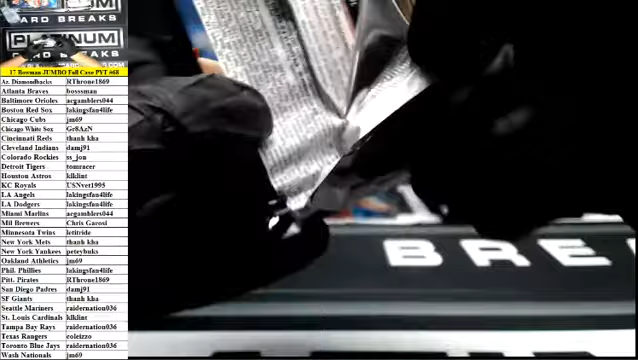 ARD BREAKS
PLATINUM
CARD BREAKS
17 Bowman JUMBO Full Case PYT #68
Az. Diamondbacks RThrone1869
Atlanta Braves bosssman
Baltimore Orioles acgamblers044
Boston Red Sox lakingsfan4life
Chicago Cubs jm69
Chicago White Sox Gr8AzN
Cincinnati Reds thanh kha
Cleveland Indians damj91
Colorado Rockies ss_jon
Detroit Tigers tomracer
Houston Astros klklint
KC Royals USNvet1995
LA Angels lakingsfan4life
LA Dodgers lakingsfan4life
Miami Marlins acgamblers044
Mil Brewers Chris Garosi
Minnesota Twins letitride
New York Mets thanh kha
New York Yankees peteybuks
Oakland Athletics jm69
Phil. Phillies lakingsfan4life
Pitt. Pirates RThrone1869
San Diego Padres damj91
SF Giants thanh kha
Seattle Mariners raidernation036
St. Louis Cardinals klklint
Tampa Bay Rays raidernation036
Texas Rangers coleizzo
Toronto Blue Jays raidernation036
Wash Nationals jm69
BRE